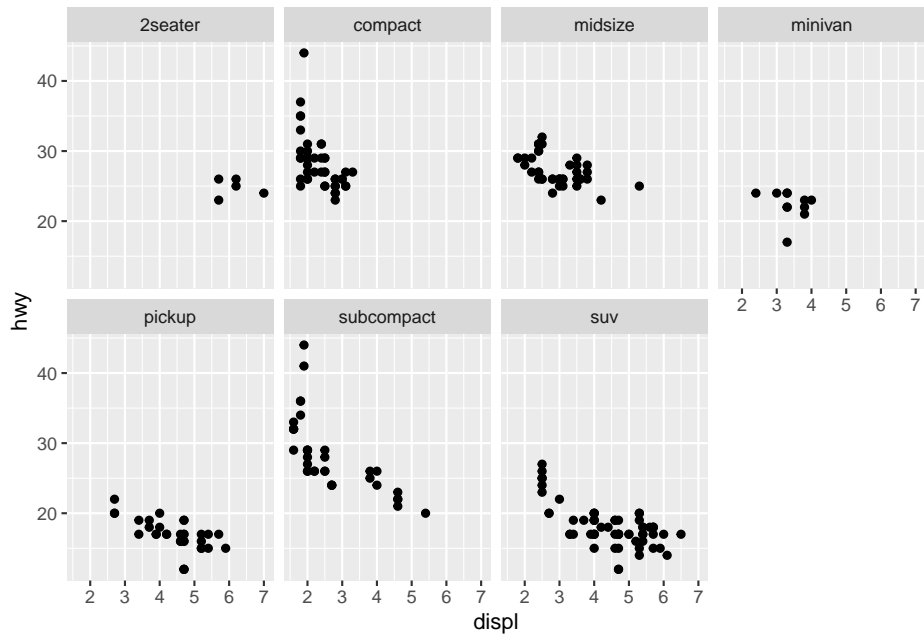 2seater compact midsize minivan
40
30
20
2 3 4 5 6 7
hwy
pickup subcompact suv
40
30
20
2 3 4 5 6 7 2 3 4 5 6 7 2 3 4 5 6 7
displ